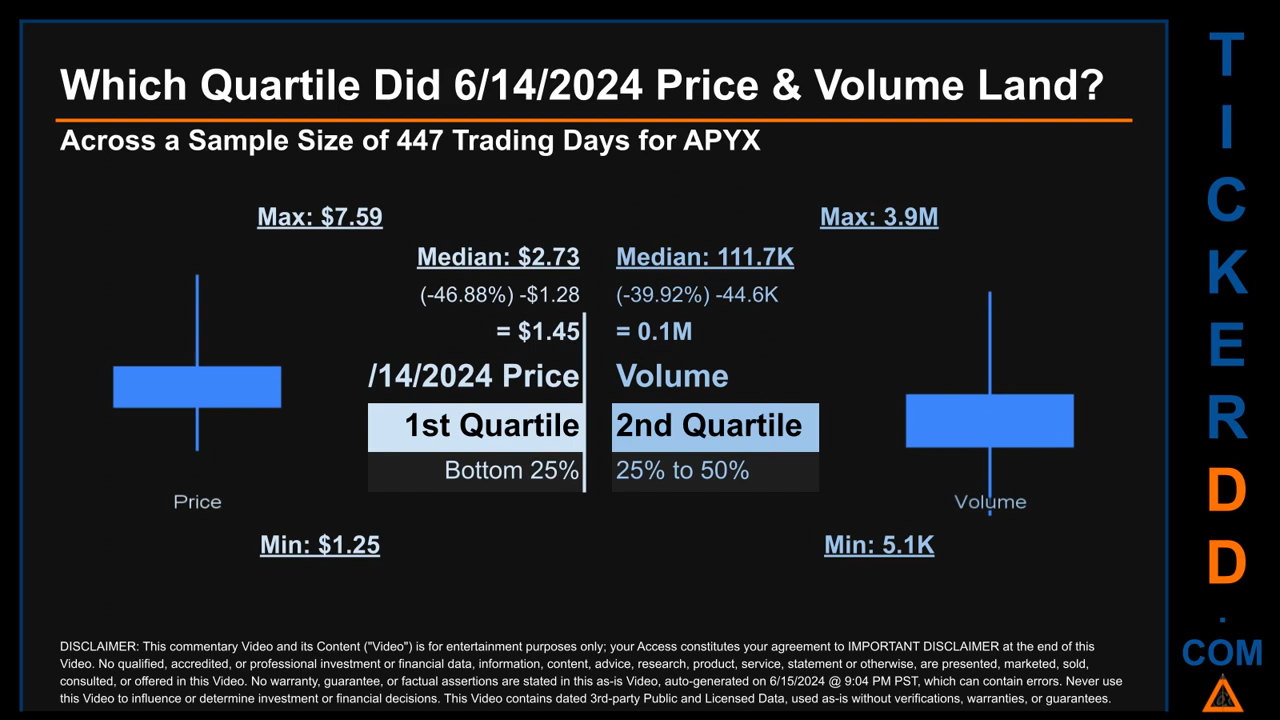 Which Quartile Did 6/14/2024 Price & Volume Land?
Across a Sample Size of 447 Trading Days for APYX
Max: $7.59
Max: 3.9M
Median: $2.73
Median: 111.7K
(-46.88%) -$1.28
(-39.92%) -44.6K
= $1.45
= 0.1M
/14/2024 Price
Volume
1st Quartile
2nd Quartile
Bottom 25%
25% to 50%
Price
Volume
Min: $1.25
Min: 5.1K
DISCLAIMER: This commentary Video and its Content ("Video") is for entertainment purposes only; your Access constitutes your agreement to IMPORTANT DISCLAIMER at the end of this
Video. No qualified, accredited, or professional investment or financial data, information, content, advice, research, product, service, statement or otherwise, are presented, marketed, sold,
consulted, or offered in this Video. No warranty, guarantee, or factual assertions are stated in this as-is Video, auto-generated on 6/15/2024 @ 9:04 PM PST, which can contain errors. Never use
this Video to influence or determine investment or financial decisions. This Video contains dated 3rd-party Public and Licensed Data, used as-is without verifications, warranties, or guarantees.
T
I
C
K
E
R
D
D
.
COM